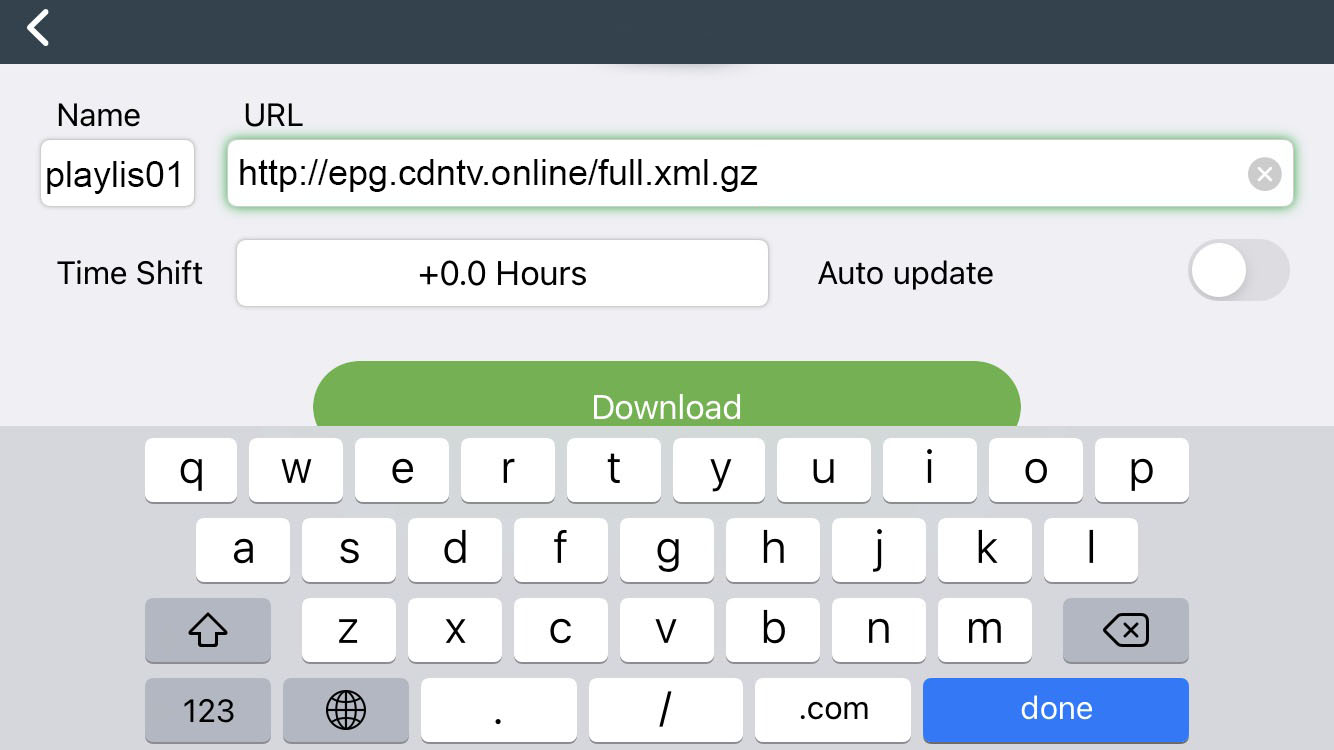 Name URL
playlis01 http://epg.cdntv.online/full.xml.gz
Time Shift +0.0 Hours Auto update
Download
q w e r t y u i o p
a s d f g h j k l
z x c v b n m
123 . / .com done